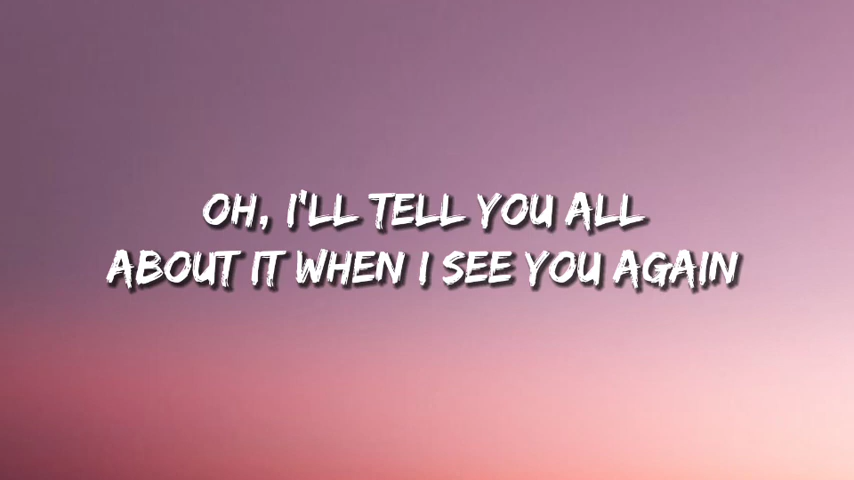 OH, I'LL TELL YOU ALL
ABOUT IT WHEN I SEE YOU AGAIN